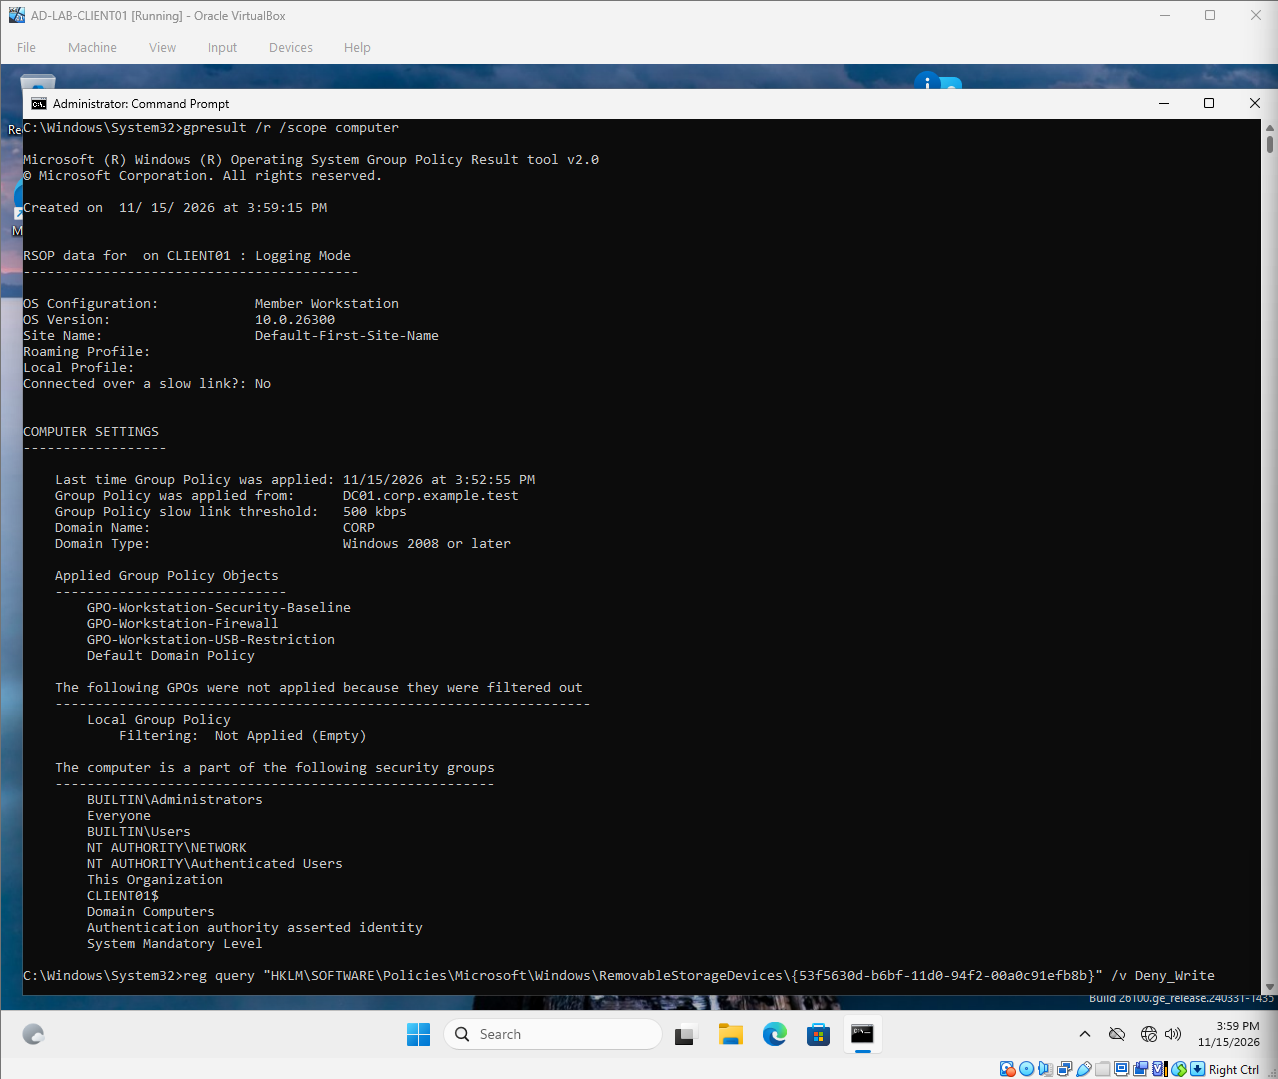 AD-LAB-CLIENT01 [Running] - Oracle VirtualBox
File Machine View Input Devices Help
Administrator: Command Prompt
C:\Windows\System32>gpresult /r /scope computer
Microsoft (R) Windows (R) Operating System Group Policy Result tool v2.0
© Microsoft Corporation. All rights reserved.
Created on 11/ 15/ 2026 at 3:59:15 PM
RSOP data for on CLIENT01 : Logging Mode
------------------------------------------
OS Configuration: Member Workstation
OS Version: 10.0.26300
Site Name: Default-First-Site-Name
Roaming Profile:
Local Profile:
Connected over a slow link?: No
COMPUTER SETTINGS
------------------
Last time Group Policy was applied: 11/15/2026 at 3:52:55 PM
Group Policy was applied from: DC01.corp.example.test
Group Policy slow link threshold: 500 kbps
Domain Name: CORP
Domain Type: Windows 2008 or later
Applied Group Policy Objects
-----------------------------
GPO-Workstation-Security-Baseline
GPO-Workstation-Firewall
GPO-Workstation-USB-Restriction
Default Domain Policy
The following GPOs were not applied because they were filtered out
-------------------------------------------------------------------
Local Group Policy
Filtering: Not Applied (Empty)
The computer is a part of the following security groups
-------------------------------------------------------
BUILTIN\Administrators
Everyone
BUILTIN\Users
NT AUTHORITY\NETWORK
NT AUTHORITY\Authenticated Users
This Organization
CLIENT01$
Domain Computers
Authentication authority asserted identity
System Mandatory Level
C:\Windows\System32>reg query "HKLM\SOFTWARE\Policies\Microsoft\Windows\RemovableStorageDevices\{53f5630d-b6bf-11d0-94f2-00a0c91efb8b}" /v Deny_Write
Build 26100.ge_release.240331-1435
Search
3:59 PM
11/15/2026
Right Ctrl